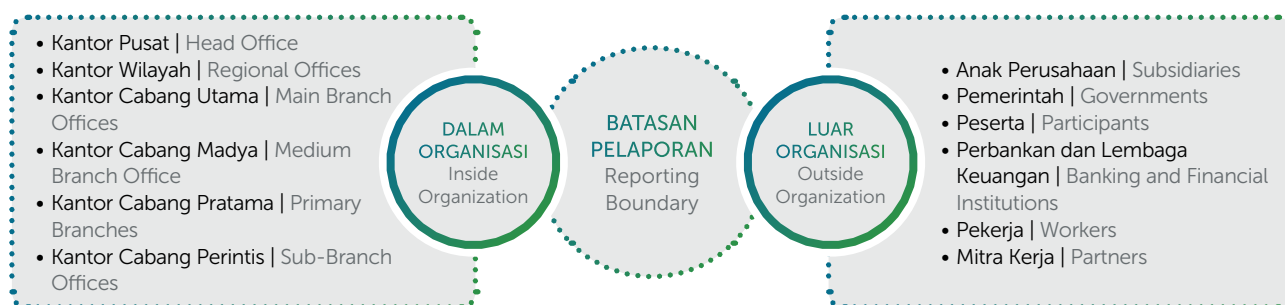 • Kantor Pusat | Head Office
• Kantor Wilayah | Regional Offices
• Kantor Cabang Utama | Main Branch
Offices
• Kantor Cabang Madya | Medium
Branch Office
• Kantor Cabang Pratama | Primary
Branches
• Kantor Cabang Perintis | Sub-Branch
Offices
DALAM
ORGANISASI
Inside
Organization
BATASAN
PELAPORAN
Reporting
Boundary
LUAR
ORGANISASI
Outside
Organization
• Anak Perusahaan | Subsidiaries
• Pemerintah | Governments
• Peserta | Participants
• Perbankan dan Lembaga
Keuangan | Banking and Financial
Institutions
• Pekerja | Workers
• Mitra Kerja | Partners